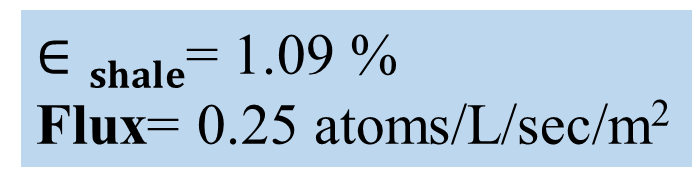 ∈ shale= 1.09 %
Flux= 0.25 atoms/L/sec/m²